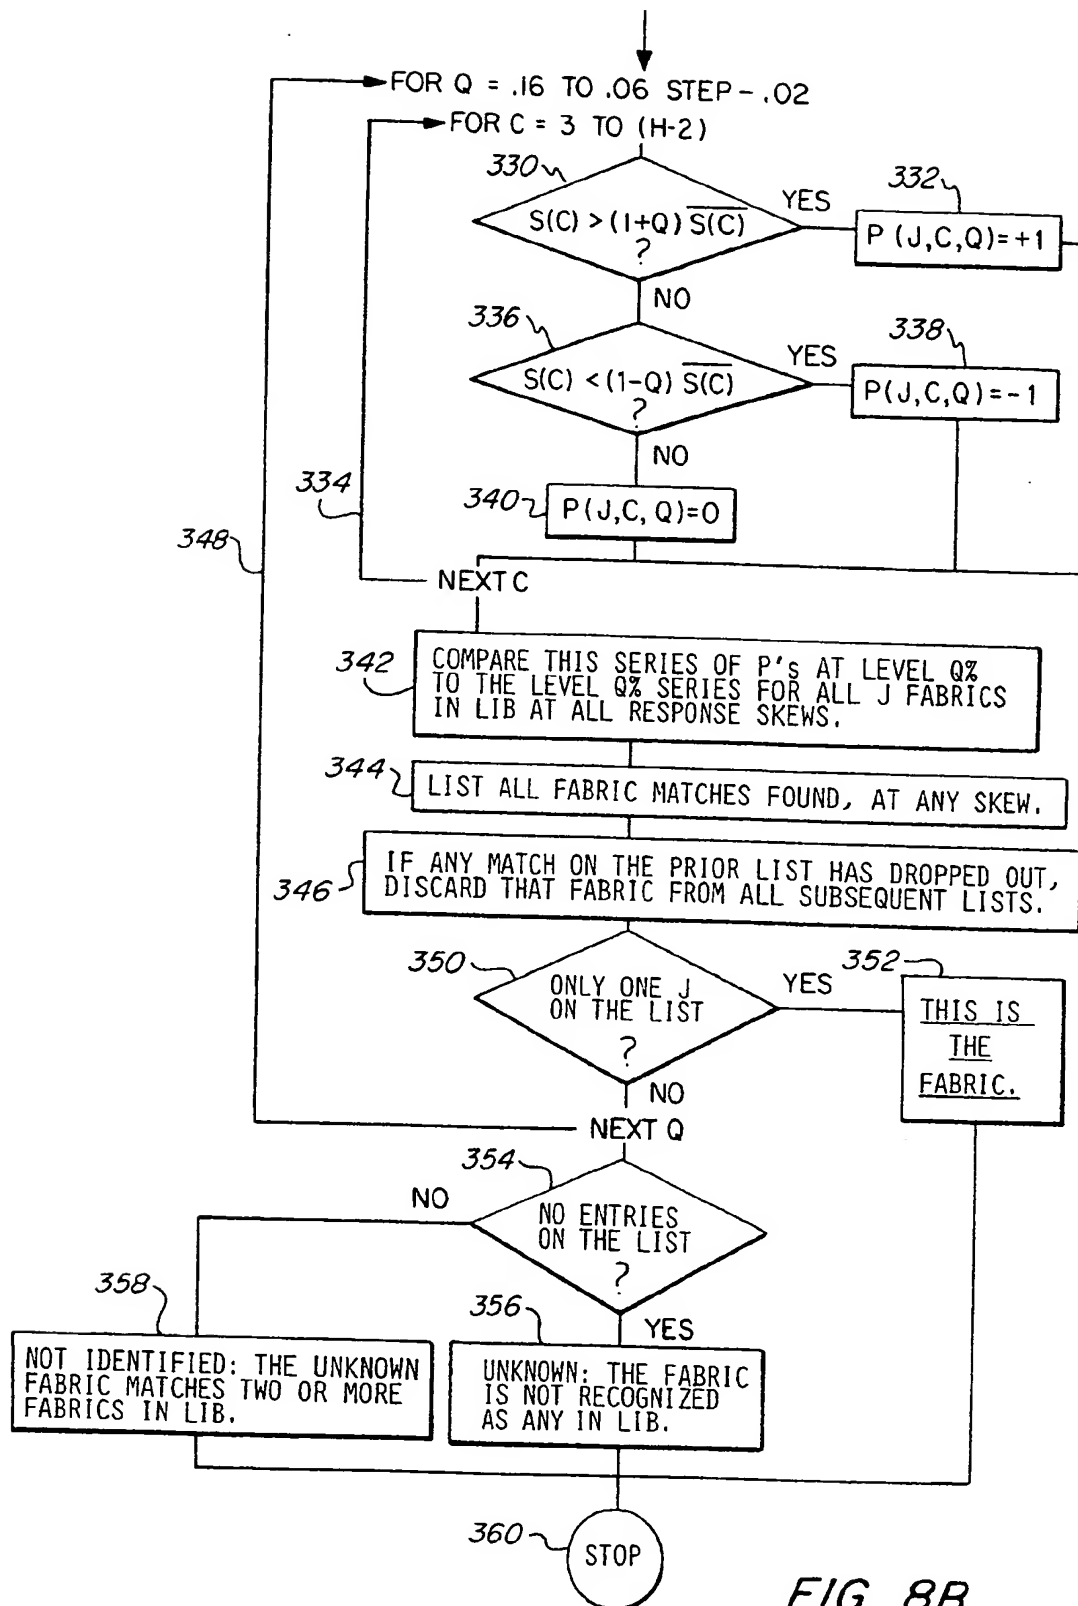 FOR Q = .16 TO .06 STEP - .02
FOR C = 3 TO (H-2)
330
332
S(C) > (1+Q) S̅(̅C̅)̅
?
YES
P (J,C,Q)=+1
NO
336
338
S(C) < (1-Q) S̅(̅C̅)̅
?
YES
P(J,C,Q)=-1
NO
334
340
P(J,C, Q)=0
348
NEXT C
342
COMPARE THIS SERIES OF P's AT LEVEL Q%
TO THE LEVEL Q% SERIES FOR ALL J FABRICS
IN LIB AT ALL RESPONSE SKEWS.
344
LIST ALL FABRIC MATCHES FOUND, AT ANY SKEW.
346
IF ANY MATCH ON THE PRIOR LIST HAS DROPPED OUT,
DISCARD THAT FABRIC FROM ALL SUBSEQUENT LISTS.
350
352
ONLY ONE J
ON THE LIST
?
YES
THIS IS
THE
FABRIC.
NO
NEXT Q
354
NO
NO ENTRIES
ON THE LIST
?
358
356
YES
NOT IDENTIFIED: THE UNKNOWN
FABRIC MATCHES TWO OR MORE
FABRICS IN LIB.
UNKNOWN: THE FABRIC
IS NOT RECOGNIZED
AS ANY IN LIB.
360
STOP
FIG. 8B